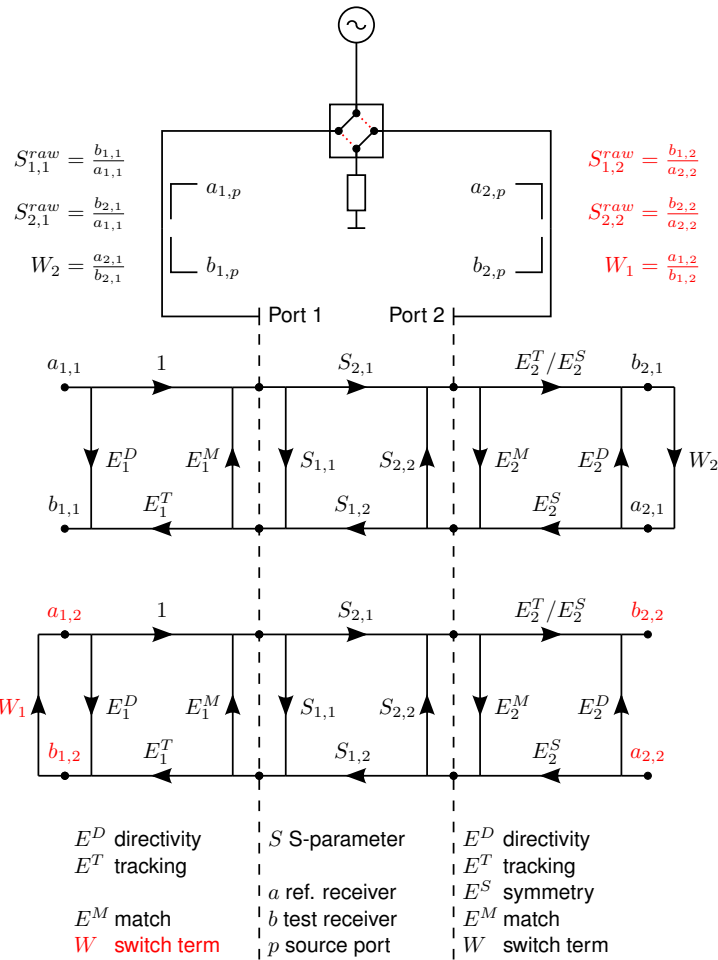 S_{1,1}^{raw} = \frac{b_{1,1}}{a_{1,1}}
S_{2,1}^{raw} = \frac{b_{2,1}}{a_{1,1}}
W_2 = \frac{a_{2,1}}{b_{2,1}}
a_{1,p}
b_{1,p}
a_{2,p}
b_{2,p}
S_{1,2}^{raw} = \frac{b_{1,2}}{a_{2,2}}
S_{2,2}^{raw} = \frac{b_{2,2}}{a_{2,2}}
W_1 = \frac{a_{1,2}}{b_{1,2}}
Port 1 Port 2
a_{1,1} 1 S_{2,1} E_2^T/E_2^S b_{2,1}
E_1^D E_1^M S_{1,1} S_{2,2} E_2^M E_2^D W_2
b_{1,1} E_1^T S_{1,2} E_2^S a_{2,1}
a_{1,2} 1 S_{2,1} E_2^T/E_2^S b_{2,2}
W_1 E_1^D E_1^M S_{1,1} S_{2,2} E_2^M E_2^D
b_{1,2} E_1^T S_{1,2} E_2^S a_{2,2}
E^D directivity
E^T tracking
E^M match
W switch term
S S-parameter
a ref. receiver
b test receiver
p source port
E^D directivity
E^T tracking
E^S symmetry
E^M match
W switch term